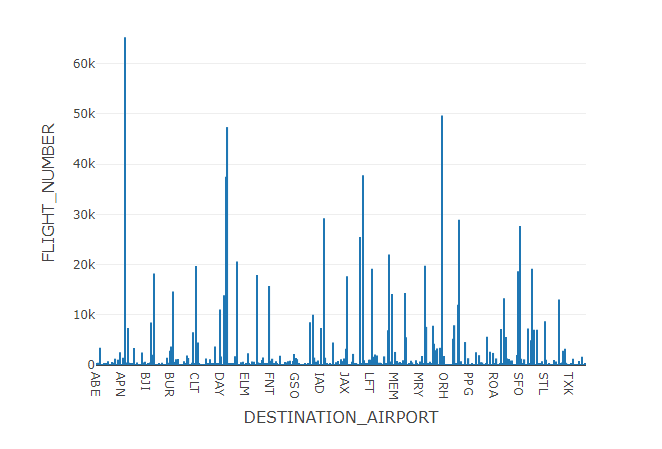 FLIGHT_NUMBER
60k
50k
40k
30k
20k
10k
0
ABE APN BJI BUR CLT DAY ELM FNT GSO IAD JAX LFT MEM MRY ORH PPG ROA SFO STL TXK
DESTINATION_AIRPORT